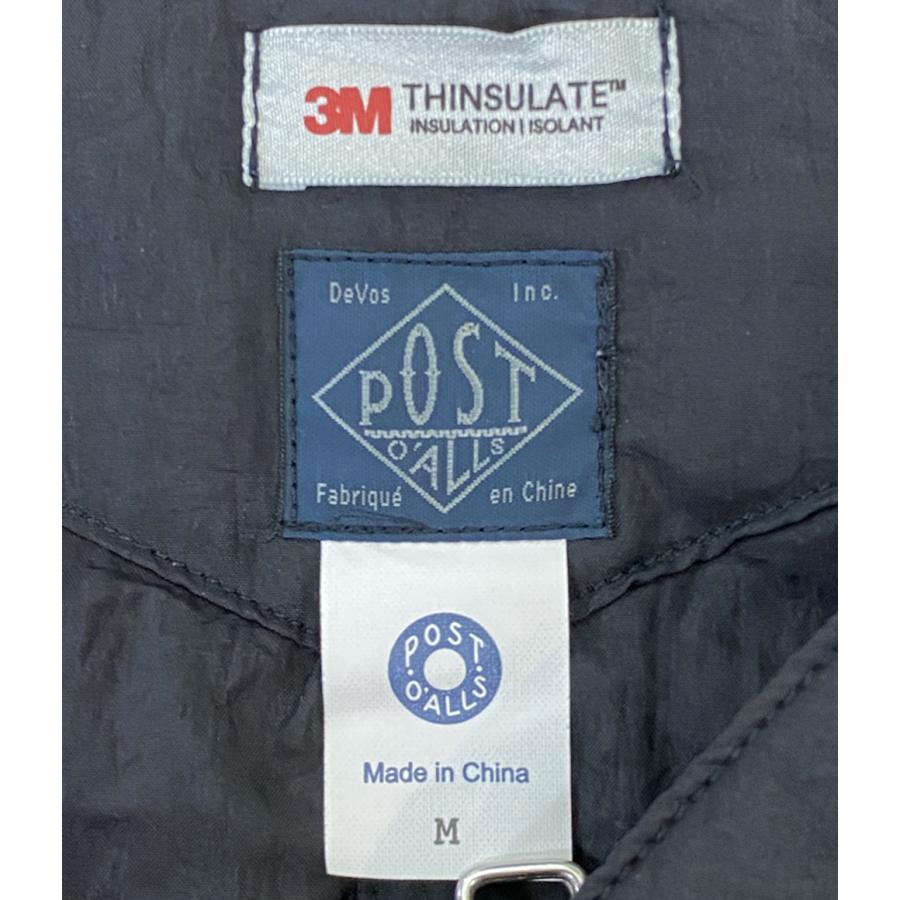 3M THINSULATE™
INSULATION | ISOLANT
DeVos Inc.
POST
O'ALLS
Fabriqué en Chine
POST
O'ALLS
Made in China
M